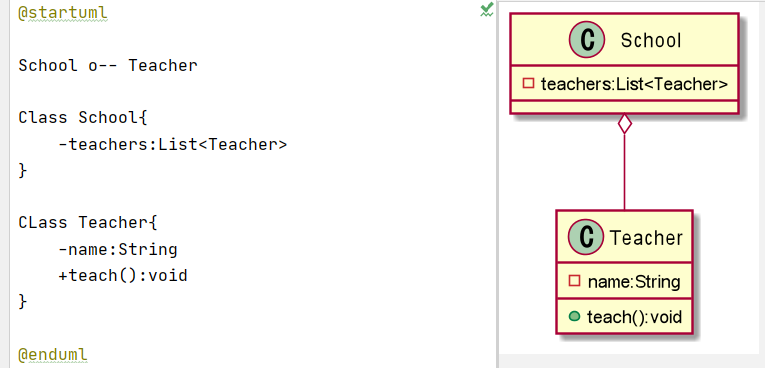 @startuml
School o-- Teacher
Class School{
-teachers:List<Teacher>
}
CLass Teacher{
-name:String
+teach():void
}
@enduml
C School
teachers:List<Teacher>
C Teacher
name:String
teach():void